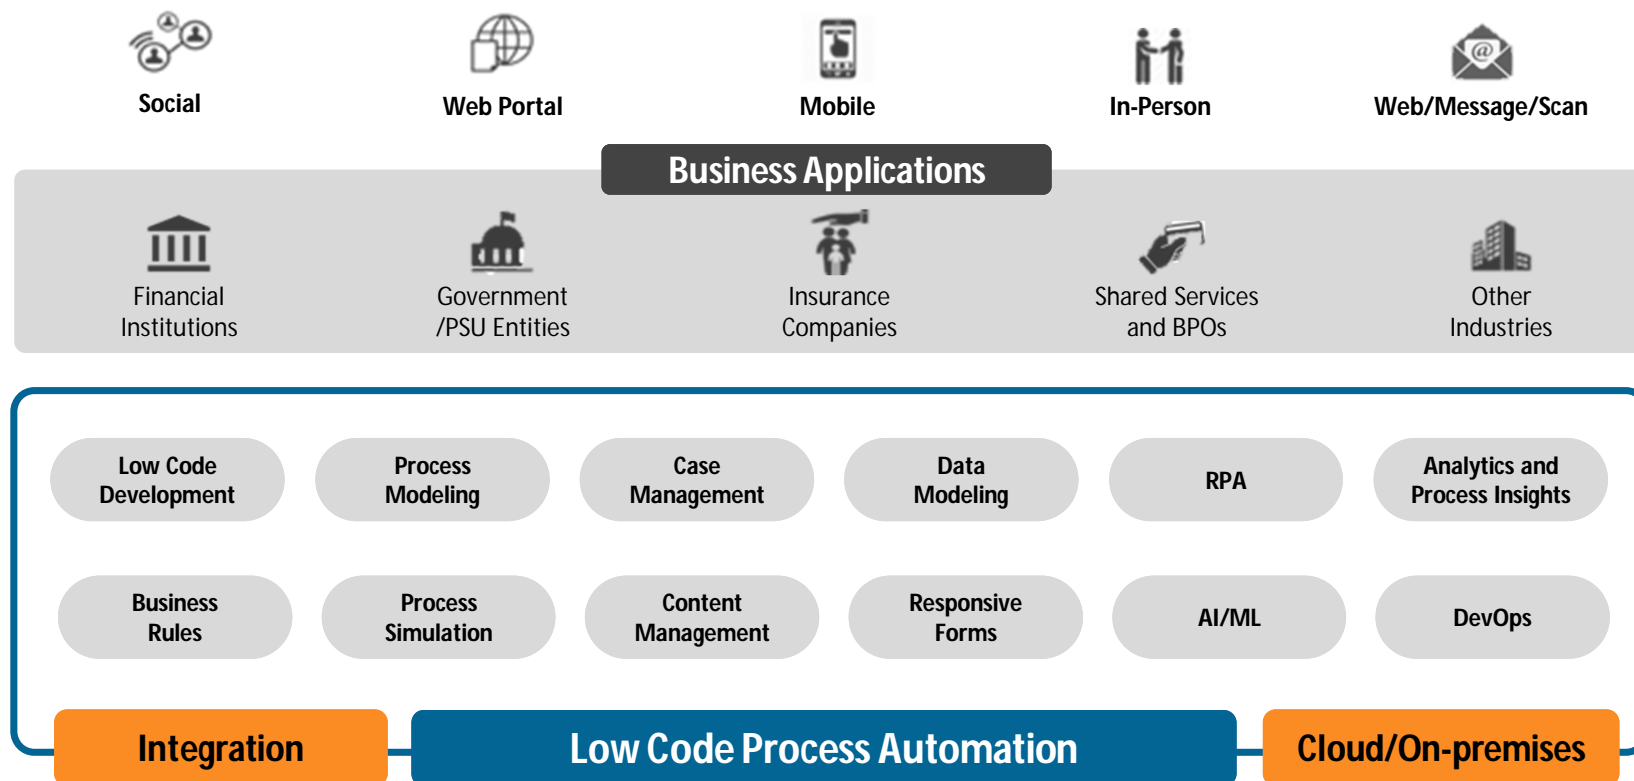 Social
Web Portal
Mobile
In-Person
@
Web/Message/Scan
Business Applications
Financial
Institutions
Government
/PSU Entities
Insurance
Companies
Shared Services
and BPOs
Other
Industries
Low Code
Development
Process
Modeling
Case
Management
Data
Modeling
RPA
Analytics and
Process Insights
Business
Rules
Process
Simulation
Content
Management
Responsive
Forms
AI/ML
DevOps
Integration
Low Code Process Automation
Cloud/On-premises